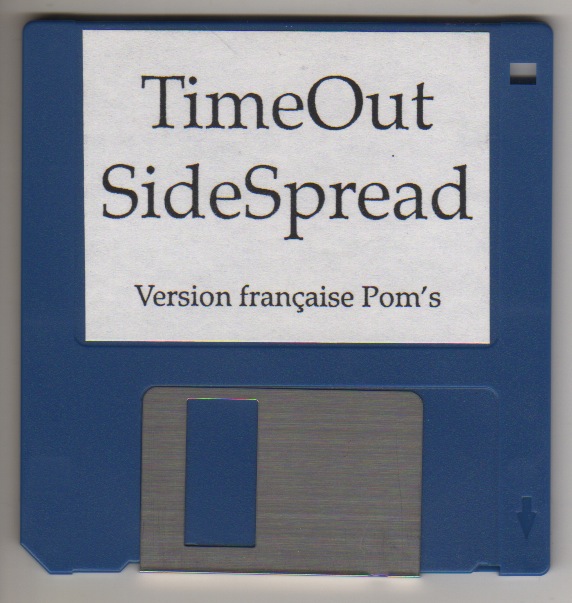 TimeOut
SideSpread
Version française Pom's